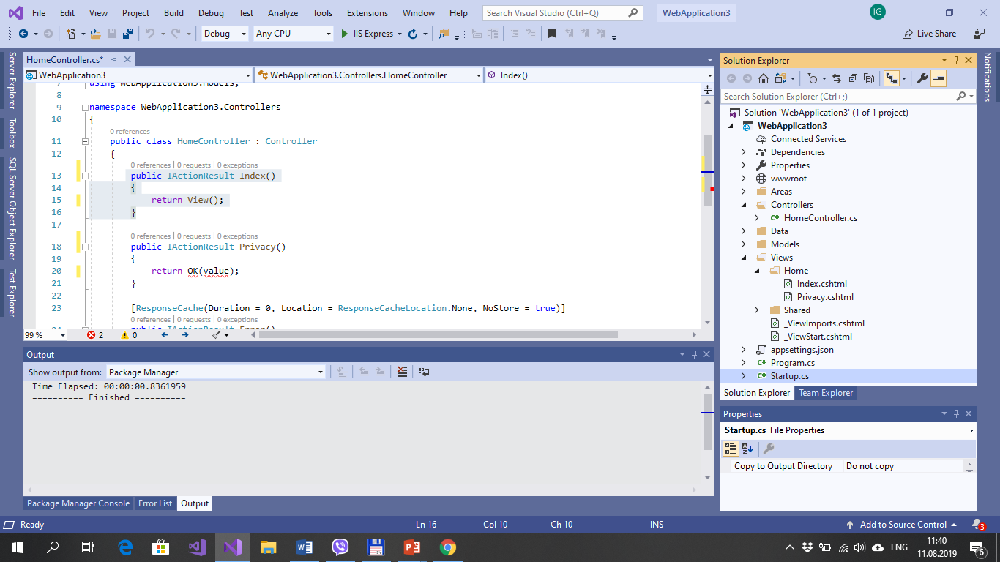 File Edit View Project Build Debug Test Analyze Tools Extensions Window Help Search Visual Studio (Ctrl+Q) WebApplication3 IG
Debug Any CPU IIS Express Live Share
Server Explorer
Toolbox
SQL Server Object Explorer
Test Explorer
HomeController.cs*
WebApplication3 WebApplication3.Controllers.HomeController Index()
7 using WebApplication3.Models;
8
9 namespace WebApplication3.Controllers
10 {
0 references
11 public class HomeController : Controller
12 {
0 references | 0 requests | 0 exceptions
13 public IActionResult Index()
14 {
15 return View();
16 }
17
0 references | 0 requests | 0 exceptions
18 public IActionResult Privacy()
19 {
20 return OK(value);
21 }
22
23 [ResponseCache(Duration = 0, Location = ResponseCacheLocation.None, NoStore = true)]
0 references | 0 requests | 0 exceptions
24 public IActionResult Error()
99 % 2 0
Output
Show output from: Package Manager
Time Elapsed: 00:00:00.8361959
========== Finished ==========
Package Manager Console Error List Output
Solution Explorer
Search Solution Explorer (Ctrl+;)
Solution 'WebApplication3' (1 of 1 project)
WebApplication3
Connected Services
Dependencies
Properties
wwwroot
Areas
Controllers
C# HomeController.cs
Data
Models
Views
Home
Index.cshtml
Privacy.cshtml
Shared
_ViewImports.cshtml
_ViewStart.cshtml
appsettings.json
C# Program.cs
C# Startup.cs
Solution Explorer Team Explorer
Properties
Startup.cs File Properties
Copy to Output Directory Do not copy
Notifications
Ready Ln 16 Col 10 Ch 10 INS Add to Source Control 3
ENG 11:40
11.08.2019 6